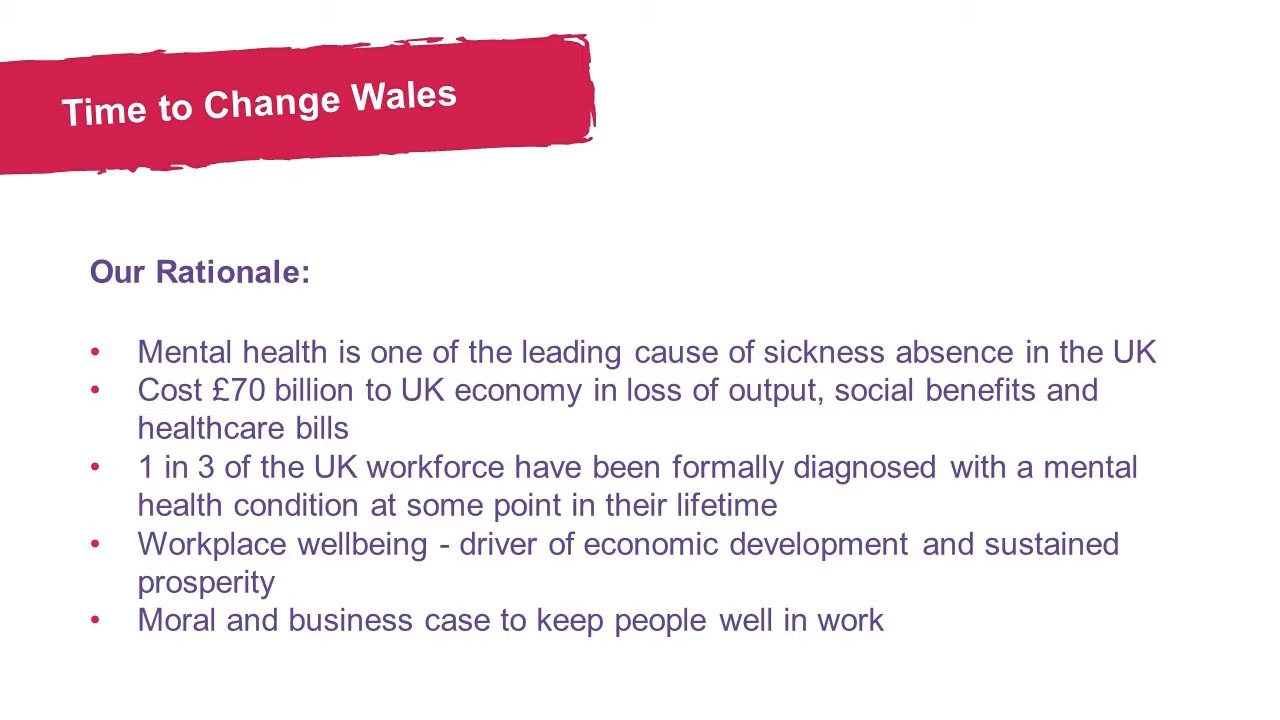 Time to Change Wales
Our Rationale:
• Mental health is one of the leading cause of sickness absence in the UK
• Cost £70 billion to UK economy in loss of output, social benefits and
healthcare bills
• 1 in 3 of the UK workforce have been formally diagnosed with a mental
health condition at some point in their lifetime
• Workplace wellbeing - driver of economic development and sustained
prosperity
• Moral and business case to keep people well in work